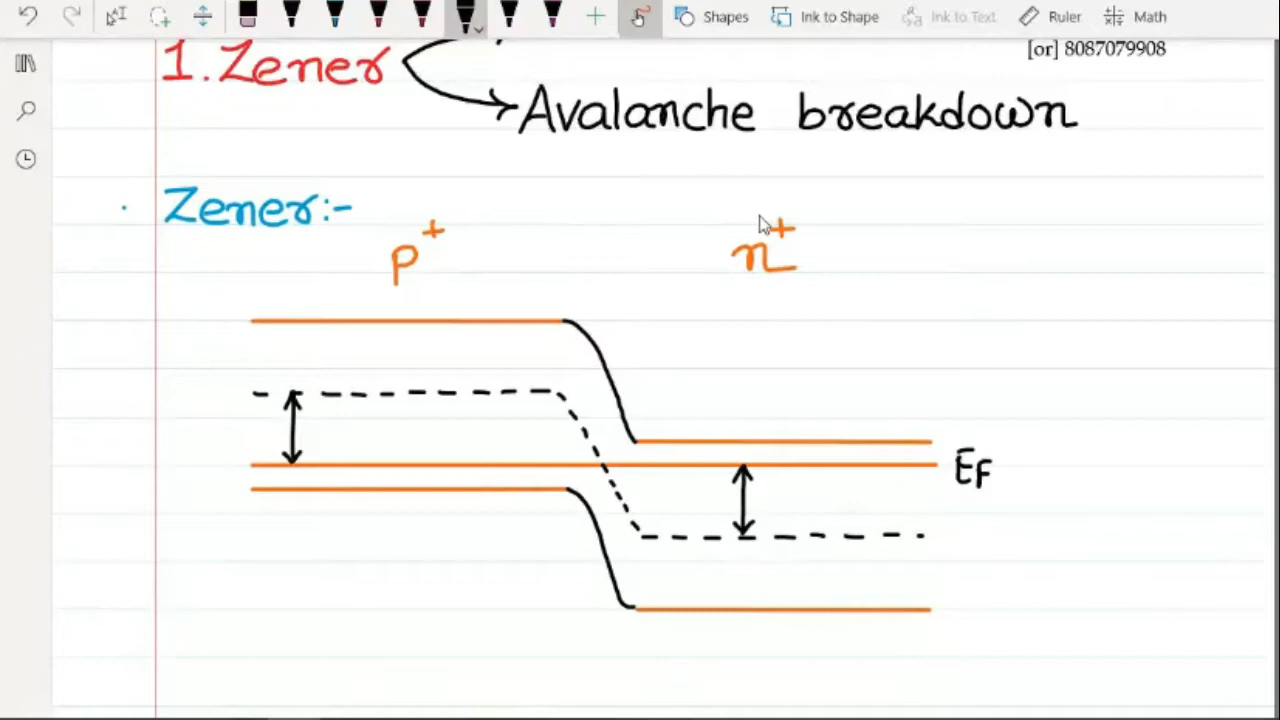 Shapes Ink to Shape Ink to Text Ruler Math
[or] 8087079908
1. Zener
Avalanche breakdown
Zener:-
p+ n+
EF